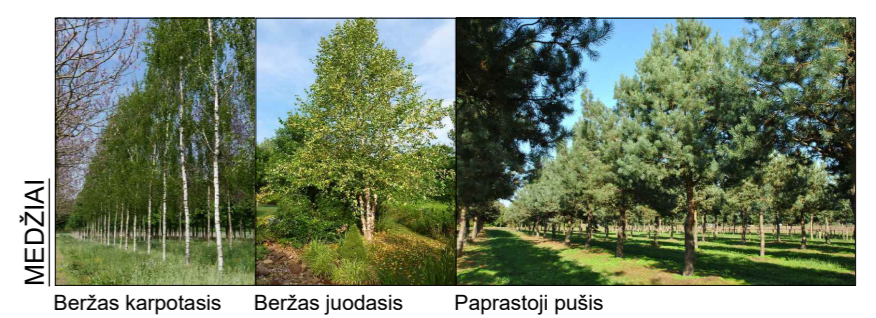 MEDŽIAI
Beržas karpotasis
Beržas juodasis
Paprastoji pušis